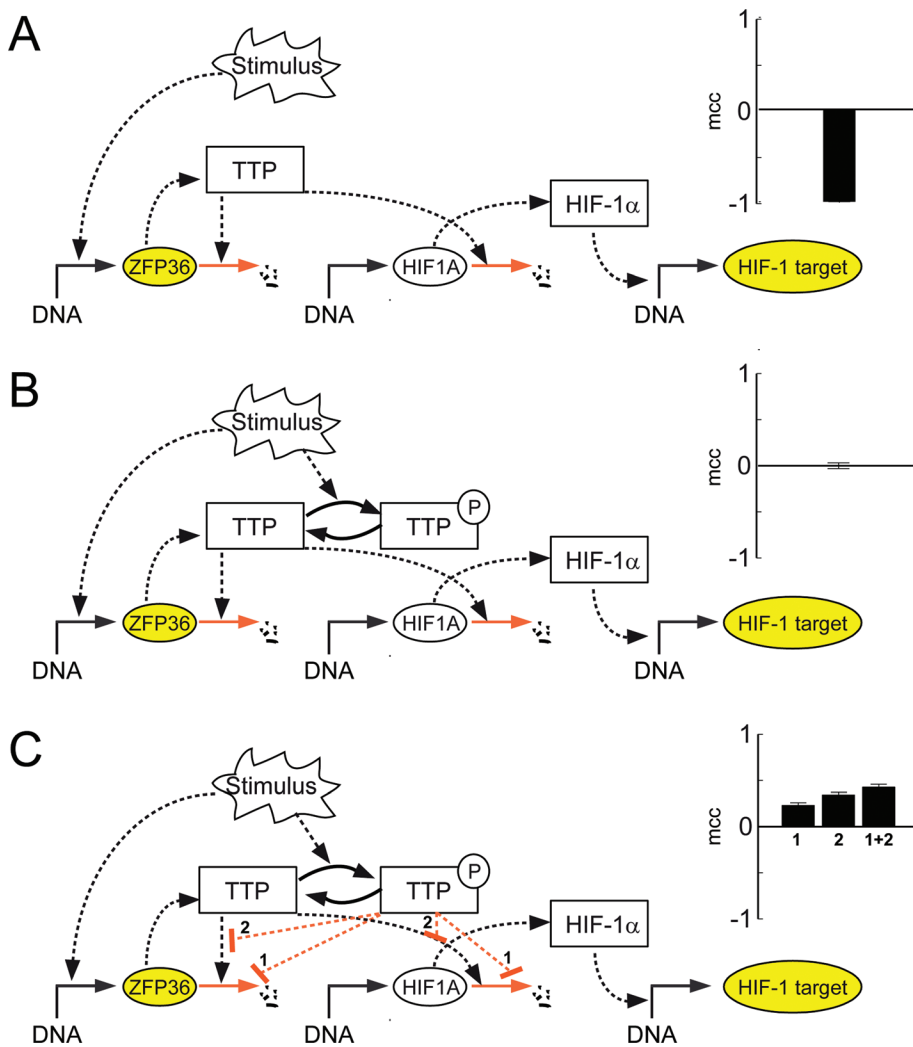 A
Stimulus
TTP
HIF-1α
ZFP36
HIF1A
HIF-1 target
DNA
DNA
DNA
1
0
-1
mcc
B
Stimulus
TTP
TTP
P
HIF-1α
ZFP36
HIF1A
HIF-1 target
DNA
DNA
DNA
1
0
-1
mcc
C
Stimulus
TTP
TTP
P
HIF-1α
2
1
2
1
ZFP36
HIF1A
HIF-1 target
DNA
DNA
DNA
1
0
-1
mcc
1 2 1+2